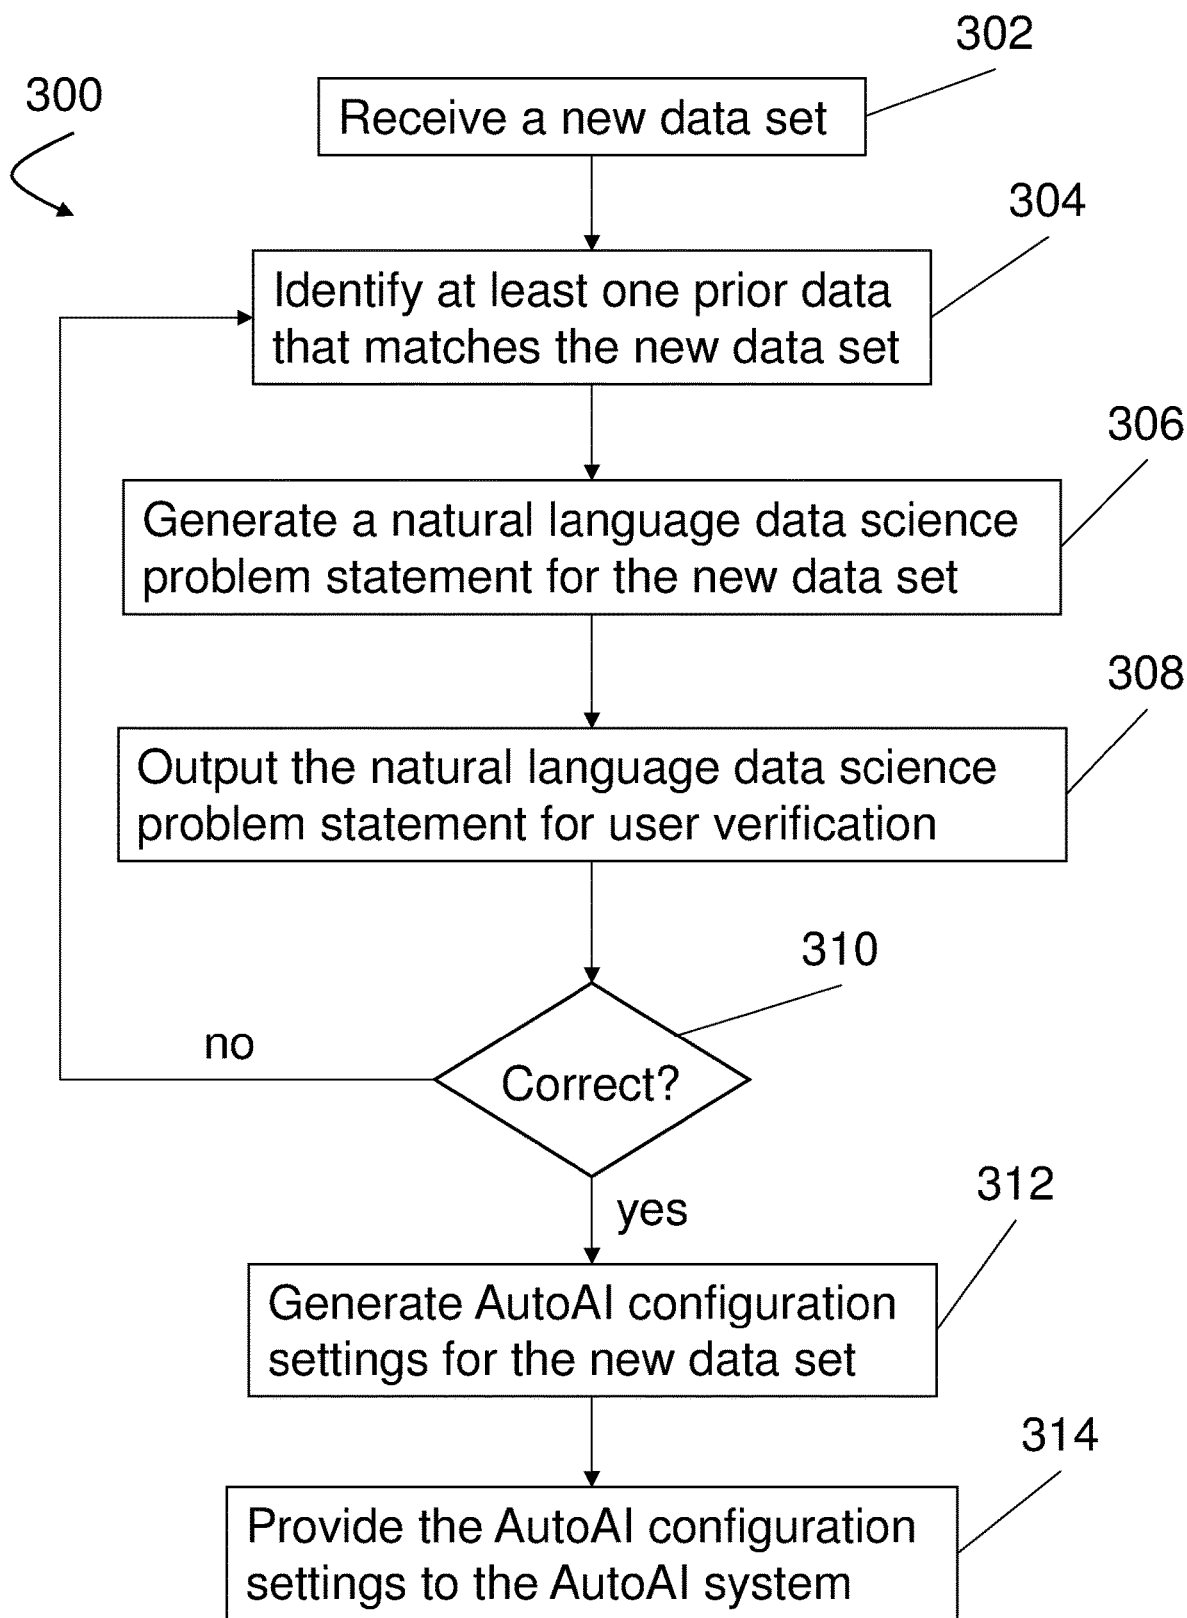 302
300
Receive a new data set
304
Identify at least one prior data
that matches the new data set
306
Generate a natural language data science
problem statement for the new data set
308
Output the natural language data science
problem statement for user verification
310
no
Correct?
yes
312
Generate AutoAI configuration
settings for the new data set
314
Provide the AutoAI configuration
settings to the AutoAI system